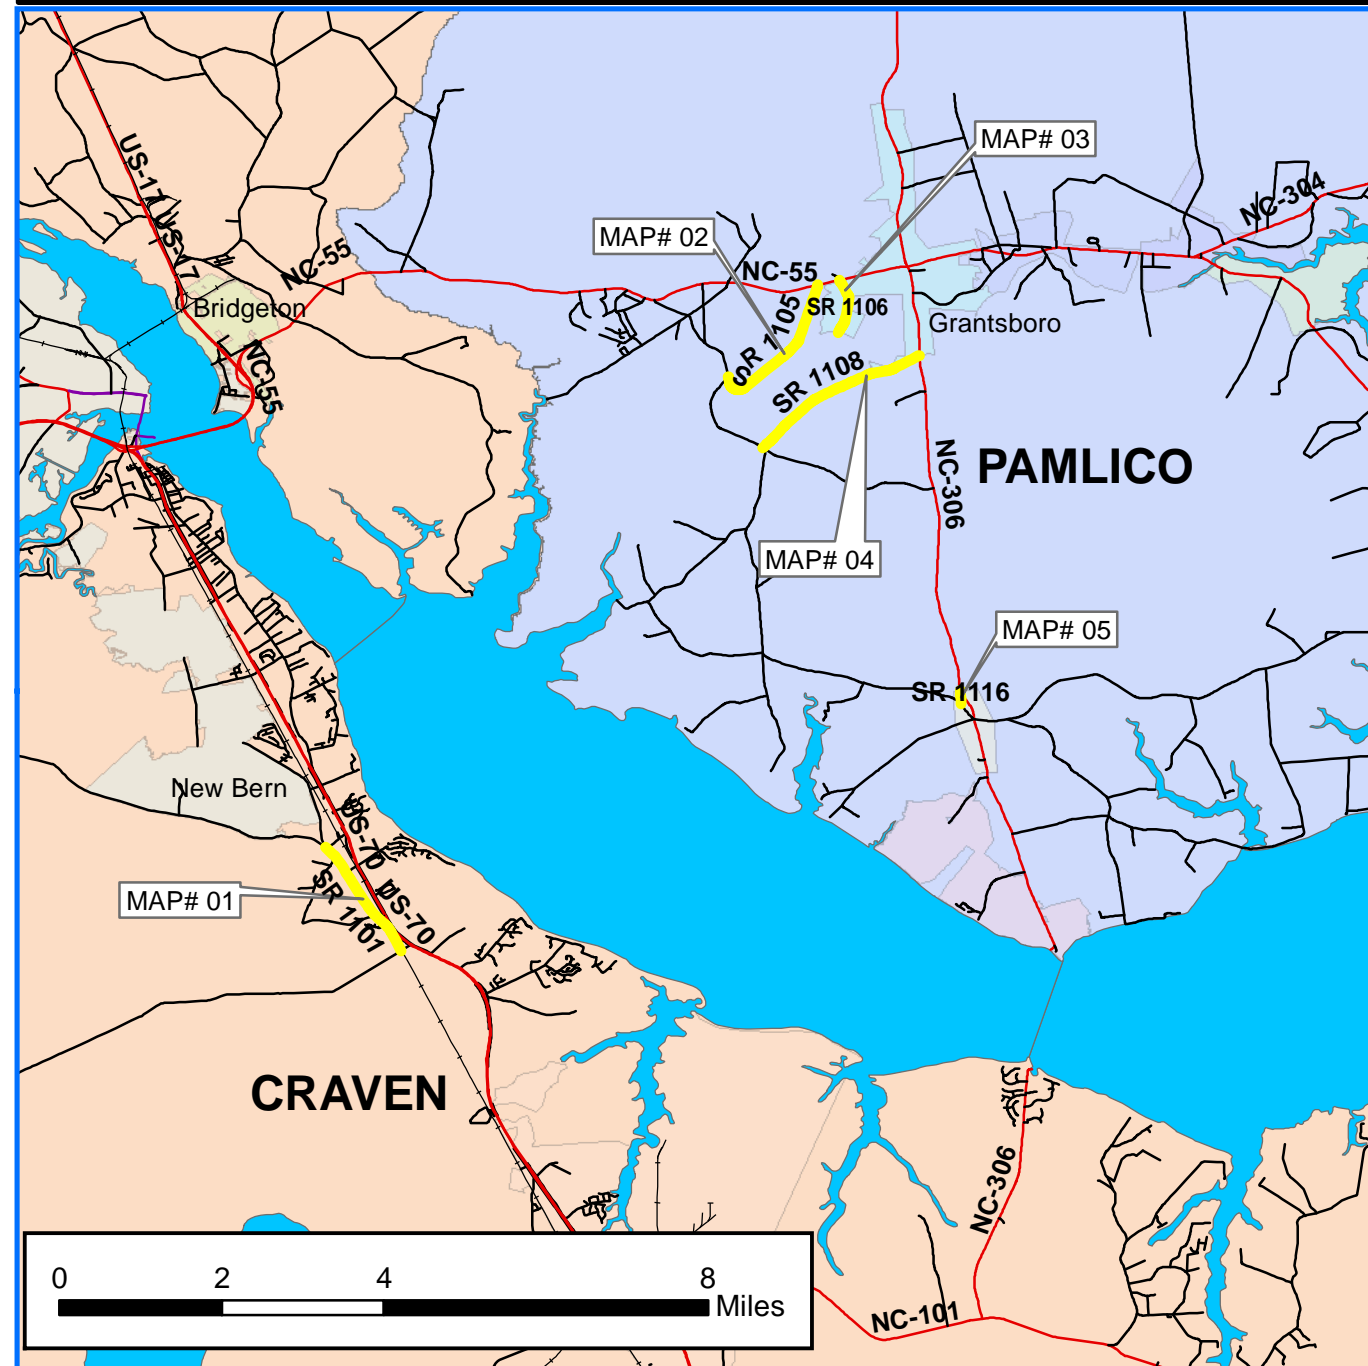 MAP# 03
US-17
NC-304
US-17
MAP# 02
NC-55
NC-55
Bridgeton
SR 1105
SR 1106
Grantsboro
NC-55
SR 1108
NC-306
PAMLICO
MAP# 04
MAP# 05
SR 1116
New Bern
US-70
MAP# 01
SR 1101
US-70
CRAVEN
NC-306
0 2 4 8
Miles
NC-101